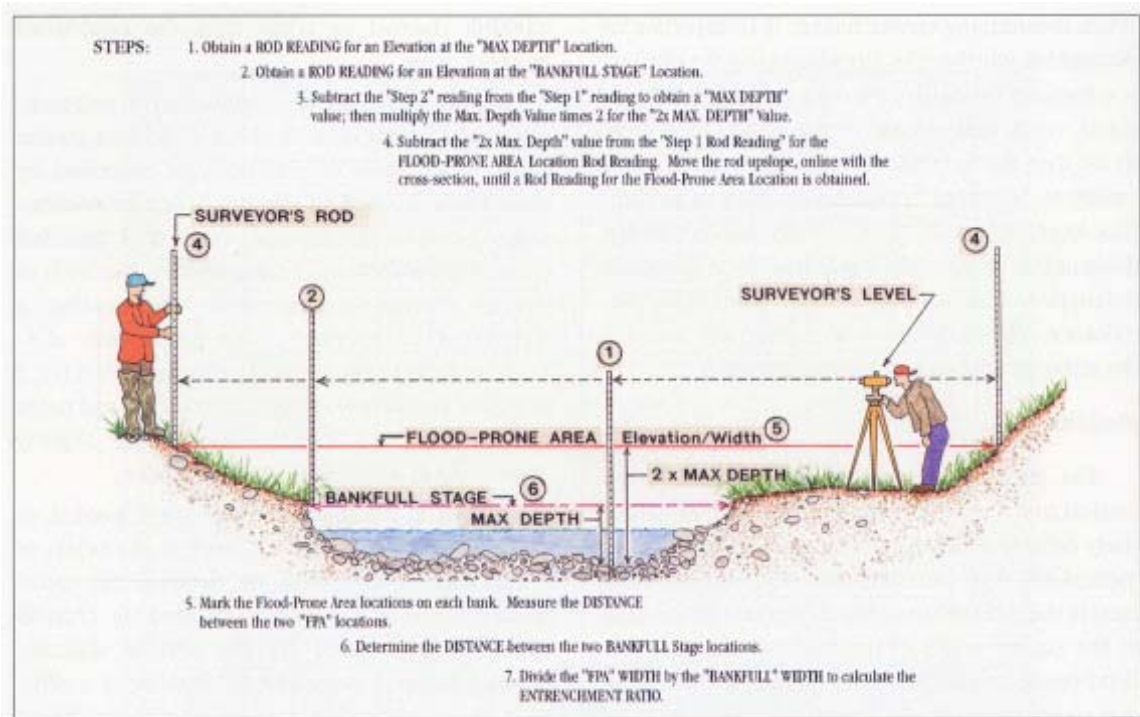 STEPS: 1. Obtain a ROD READING for an Elevation at the "MAX DEPTH" Location.
2. Obtain a ROD READING for an Elevation at the "BANKFULL STAGE" Location.
3. Subtract the "Step 2" reading from the "Step 1" reading to obtain a "MAX DEPTH"
value; then multiply the Max. Depth Value times 2 for the "2x MAX. DEPTH" Value.
4. Subtract the "2x Max. Depth" value from the "Step 1 Rod Reading" for the
FLOOD-PRONE AREA Location Rod Reading. Move the rod upslope, online with the
cross-section, until a Rod Reading for the Flood-Prone Area Location is obtained.
SURVEYOR'S ROD
4
4
2
SURVEYOR'S LEVEL
1
FLOOD-PRONE AREA Elevation/Width 5
2 x MAX DEPTH
BANKFULL STAGE 6
MAX DEPTH
5. Mark the Flood-Prone Area locations on each bank. Measure the DISTANCE
between the two "FPA" locations.
6. Determine the DISTANCE between the two BANKFULL Stage locations.
7. Divide the "FPA" WIDTH by the "BANKFULL" WIDTH to calculate the
ENTRENCHMENT RATIO.